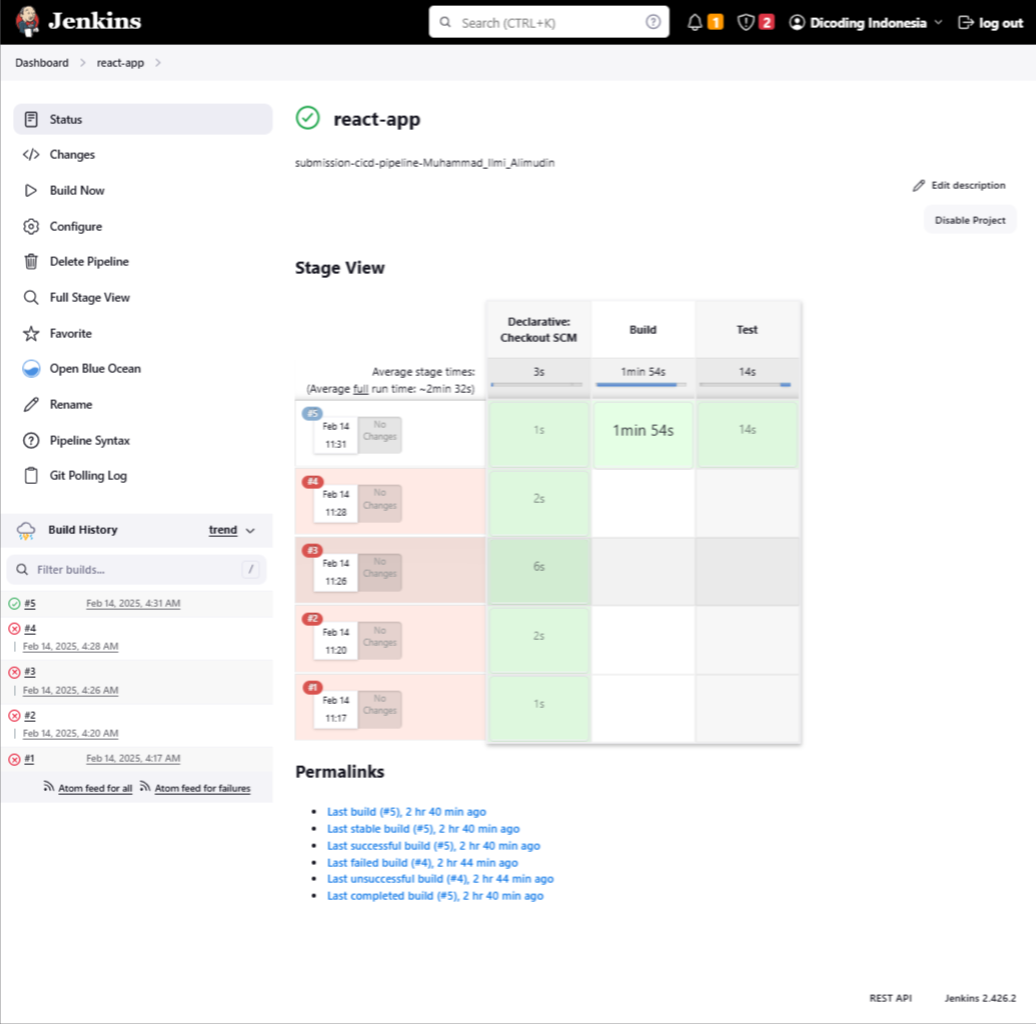 Jenkins
Search (CTRL+K)
1
2
Dicoding Indonesia
log out
Dashboard
react-app
Status
Changes
Build Now
Configure
Delete Pipeline
Full Stage View
Favorite
Open Blue Ocean
Rename
Pipeline Syntax
Git Polling Log
Build History
trend
Filter builds...
/
#5 Feb 14, 2025, 4:31 AM
#4
Feb 14, 2025, 4:28 AM
#3
Feb 14, 2025, 4:26 AM
#2
Feb 14, 2025, 4:20 AM
#1 Feb 14, 2025, 4:17 AM
Atom feed for all Atom feed for failures
react-app
submission-cicd-pipeline-Muhammad_Ilmi_Alimudin
Edit description
Disable Project
Stage View
Declarative: Build Test
Checkout SCM
Average stage times: 3s 1min 54s 14s
(Average full run time: ~2min 32s)
#5
Feb 14 No
11:31 Changes
1s 1min 54s 14s
#4
Feb 14 No
11:28 Changes
2s
#3
Feb 14 No
11:26 Changes
6s
#2
Feb 14 No
11:20 Changes
2s
#1
Feb 14 No
11:17 Changes
1s
Permalinks
Last build (#5), 2 hr 40 min ago
Last stable build (#5), 2 hr 40 min ago
Last successful build (#5), 2 hr 40 min ago
Last failed build (#4), 2 hr 44 min ago
Last unsuccessful build (#4), 2 hr 44 min ago
Last completed build (#5), 2 hr 40 min ago
REST API
Jenkins 2.426.2